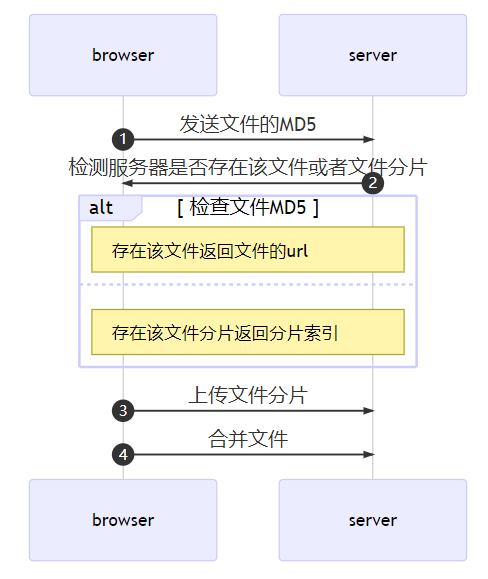 browser
server
1
发送文件的MD5
检测服务器是否存在该文件或者文件分片
2
alt
[ 检查文件MD5 ]
存在该文件返回文件的url
存在该文件分片返回分片索引
3
上传文件分片
4
合并文件
browser
server